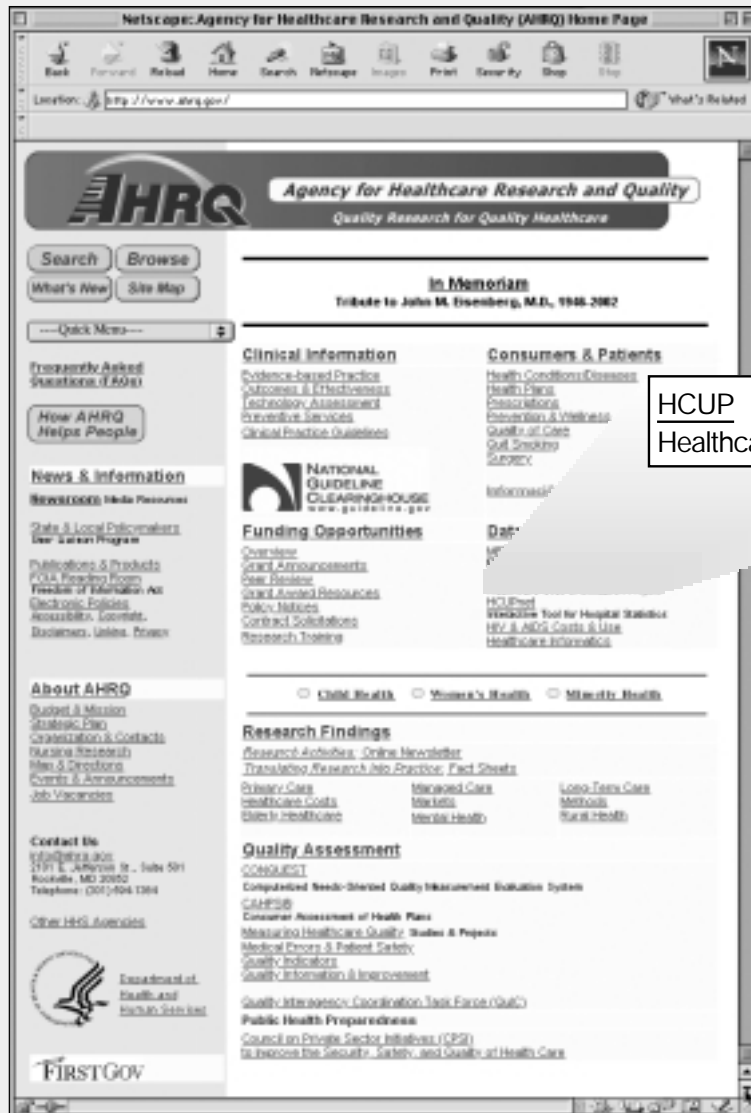 Netscape: Agency for Healthcare Research and Quality (AHRQ) Home Page
Back Forward Reload Home Search Netscape Images Print Security Shop Stop
N
Location: http://www.ahrq.gov/ What's Related
AHRQ
Agency for Healthcare Research and Quality
Quality Research for Quality Healthcare
Search Browse
What's New Site Map
----Quick Menu----
Frequently Asked
Questions (FAQs)
How AHRQ
Helps People
News & Information
Newsroom Media Resources
State & Local Policymakers
User Liaison Program
Publications & Products
FOIA Reading Room
Freedom of Information Act
Electronic Policies
Accessibility, Copyright,
Disclaimers, Linking, Privacy
About AHRQ
Budget & Mission
Strategic Plan
Organization & Contacts
Nursing Research
Map & Directions
Events & Announcements
Job Vacancies
Contact Us
info@ahrq.gov
2101 E. Jefferson St., Suite 501
Rockville, MD 20852
Telephone: (301) 594-1364
Other HHS Agencies
Department of
Health and
Human Services
FIRSTGOV
In Memoriam
Tribute to John M. Eisenberg, M.D., 1946-2002
Clinical Information
Evidence-based Practice
Outcomes & Effectiveness
Technology Assessment
Preventive Services
Clinical Practice Guidelines
NATIONAL
GUIDELINE
CLEARINGHOUSE
www.guideline.gov
Consumers & Patients
Health Conditions/Diseases
Health Plans
Prescriptions
Prevention & Wellness
Quality of Care
Quit Smoking
Surgery
HCUP
Funding Opportunities
Overview
Grant Announcements
Peer Review
Grant Award Resources
Policy Notices
Contract Solicitations
Research Training
HCUPnet
Interactive Tool for Hospital Statistics
HIV & AIDS Costs & Use
Healthcare Informatics
Child Health Women's Health Minority Health
Research Findings
Research Activities, Online Newsletter
Translating Research Into Practice, Fact Sheets
Primary Care Managed Care Long-Term Care
Healthcare Costs Markets Methods
Elderly Healthcare Mental Health Rural Health
Quality Assessment
CONQUEST
Computerized Needs-Oriented Quality Measurement Evaluation System
CAHPS®
Consumer Assessment of Health Plans
Measuring Healthcare Quality Studies & Projects
Medical Errors & Patient Safety
Quality Indicators
Quality Information & Improvement
Quality Interagency Coordination Task Force (QuIC)
Public Health Preparedness
Council on Private Sector Initiatives (CPSI)
to Improve the Security, Safety, and Quality of Health Care